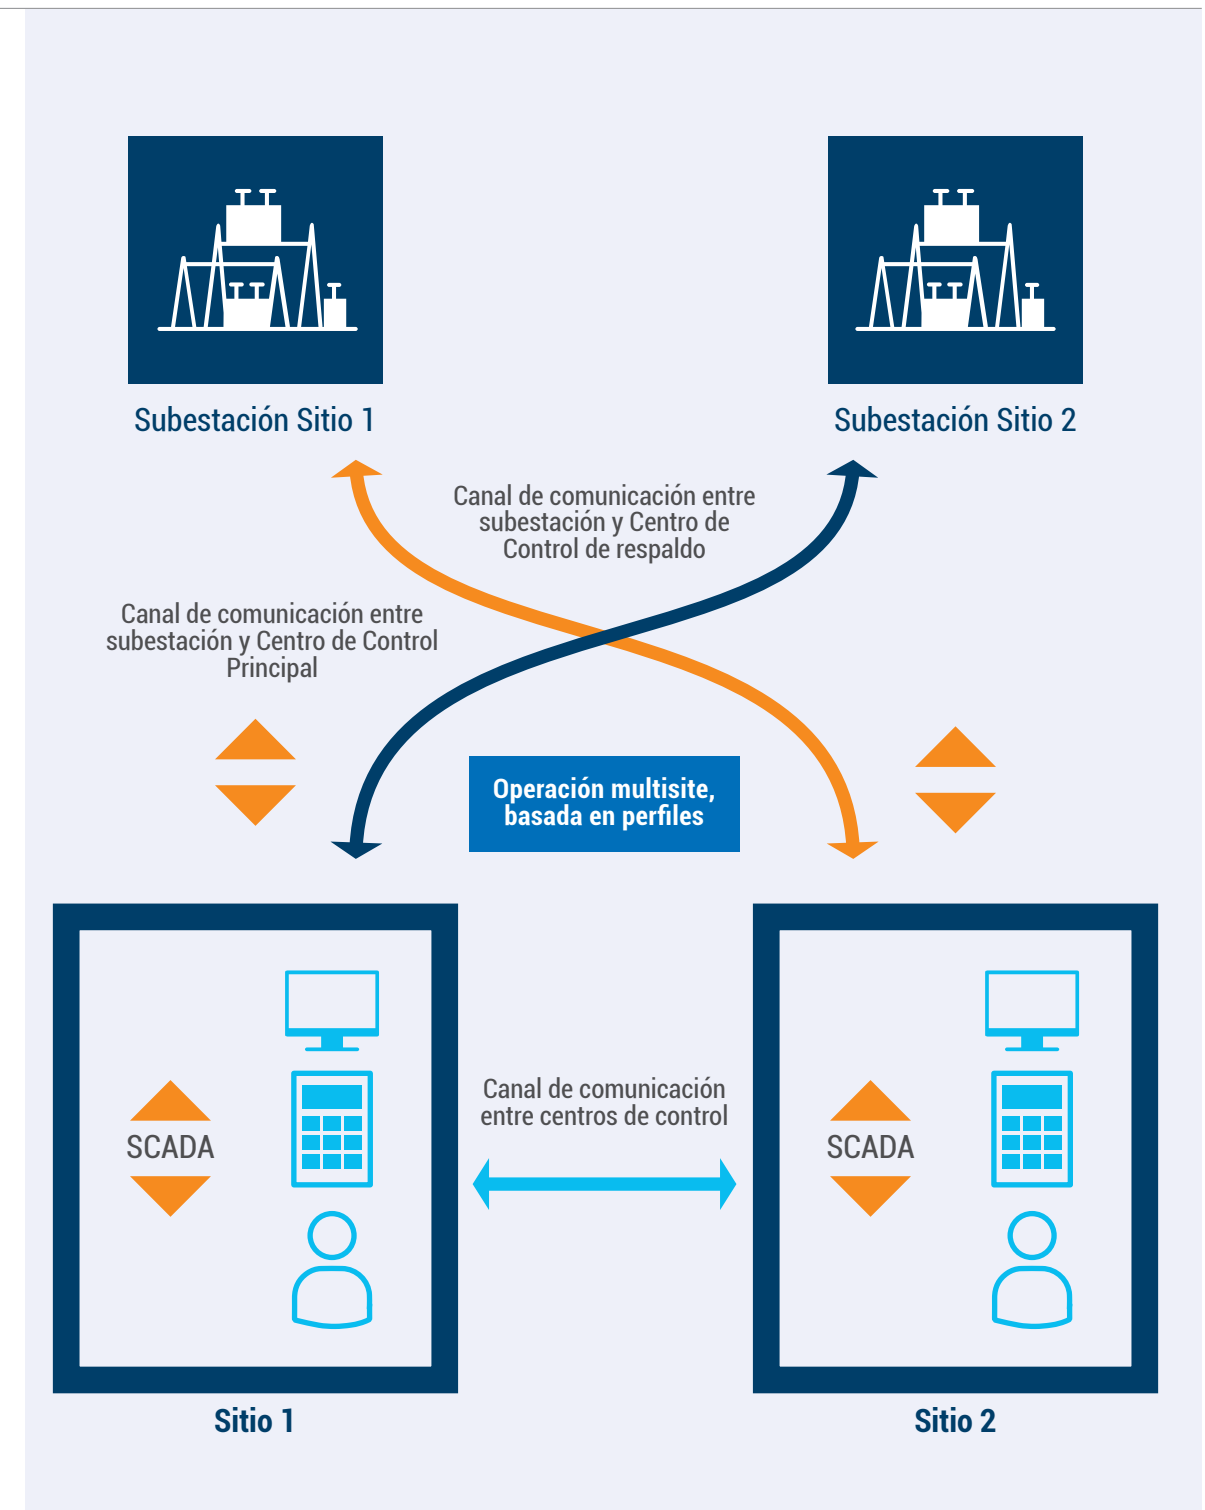 Subestación Sitio 1
Subestación Sitio 2
Canal de comunicación entre
subestación y Centro de
Control de respaldo
Canal de comunicación entre
subestación y Centro de Control
Principal
Operación multisite,
basada en perfiles
Canal de comunicación
entre centros de control
SCADA
SCADA
Sitio 1
Sitio 2